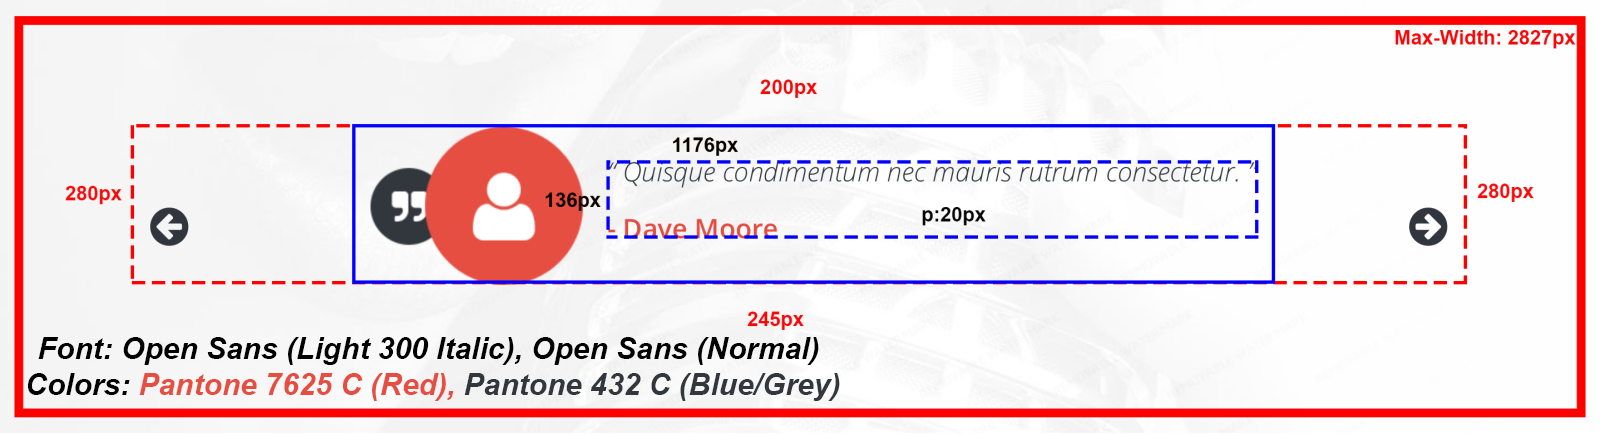 Max-Width: 2827px
200px
1176px
“ Quisque condimentum nec mauris rutrum consectetur. ”
280px
136px
280px
p:20px
- Dave Moore
245px
Font: Open Sans (Light 300 Italic), Open Sans (Normal)
Colors: Pantone 7625 C (Red), Pantone 432 C (Blue/Grey)